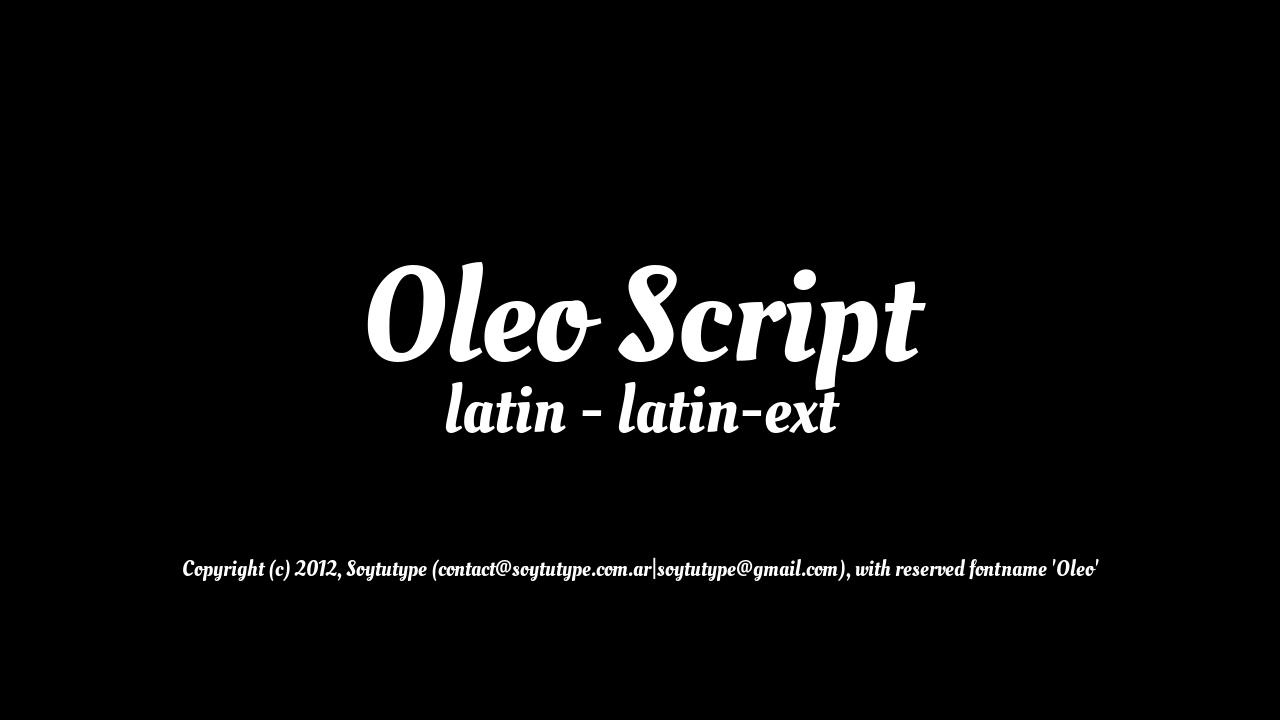 Oleo Script
latin - latin-ext
Copyright (c) 2012, Soytutype (contact@soytutype.com.ar|soytutype@gmail.com), with reserved fontname 'Oleo'